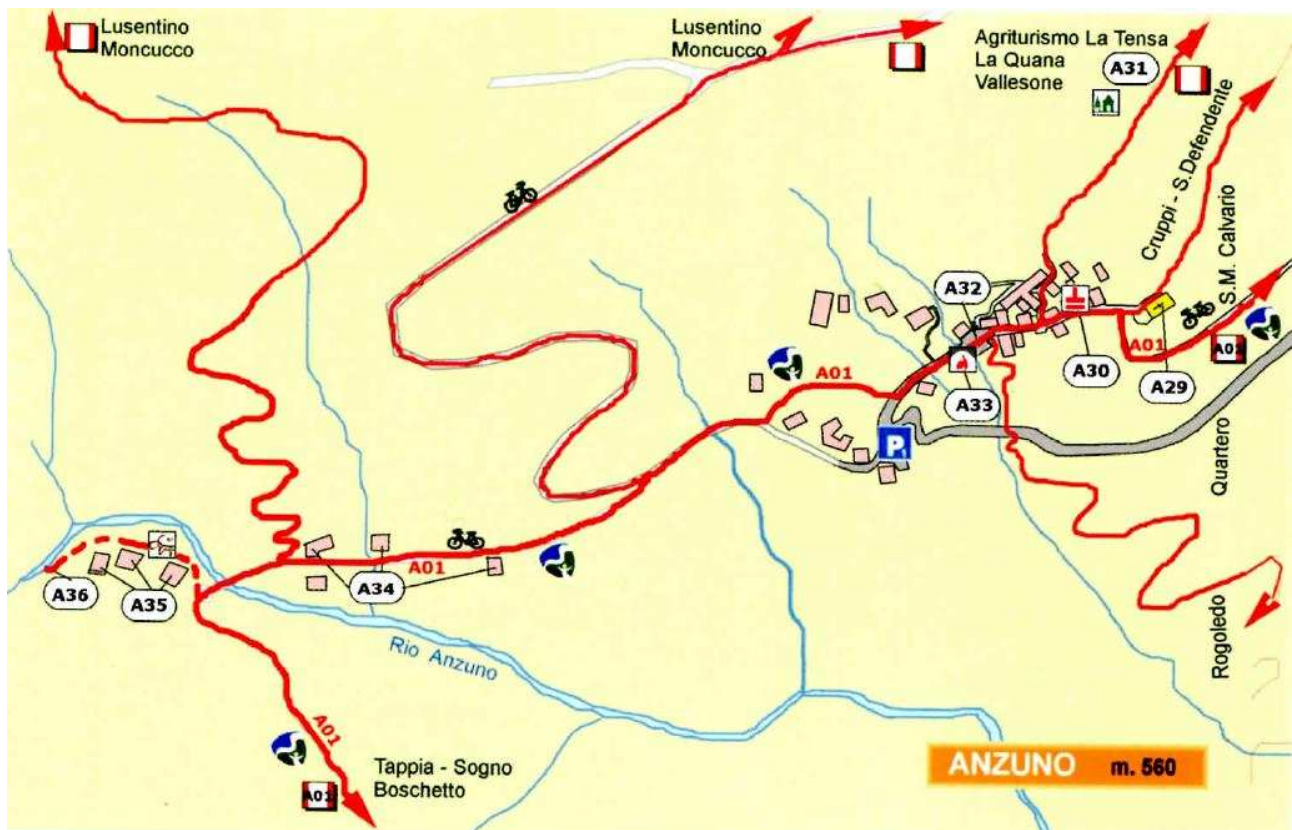 Lusentino
Moncucco
Lusentino
Moncucco
Agriturismo La Tensa
La Quana
Vallesone
A31
Cruppi - S.Defendente
S.M. Calvario
A32
A01
A30
A29
A33
A01
P
Quartero
Rogoledo
A01
A34
A35
A36
Rio Anzuno
A01
A01
Tappia - Sogno
Boschetto
ANZUNO m. 560